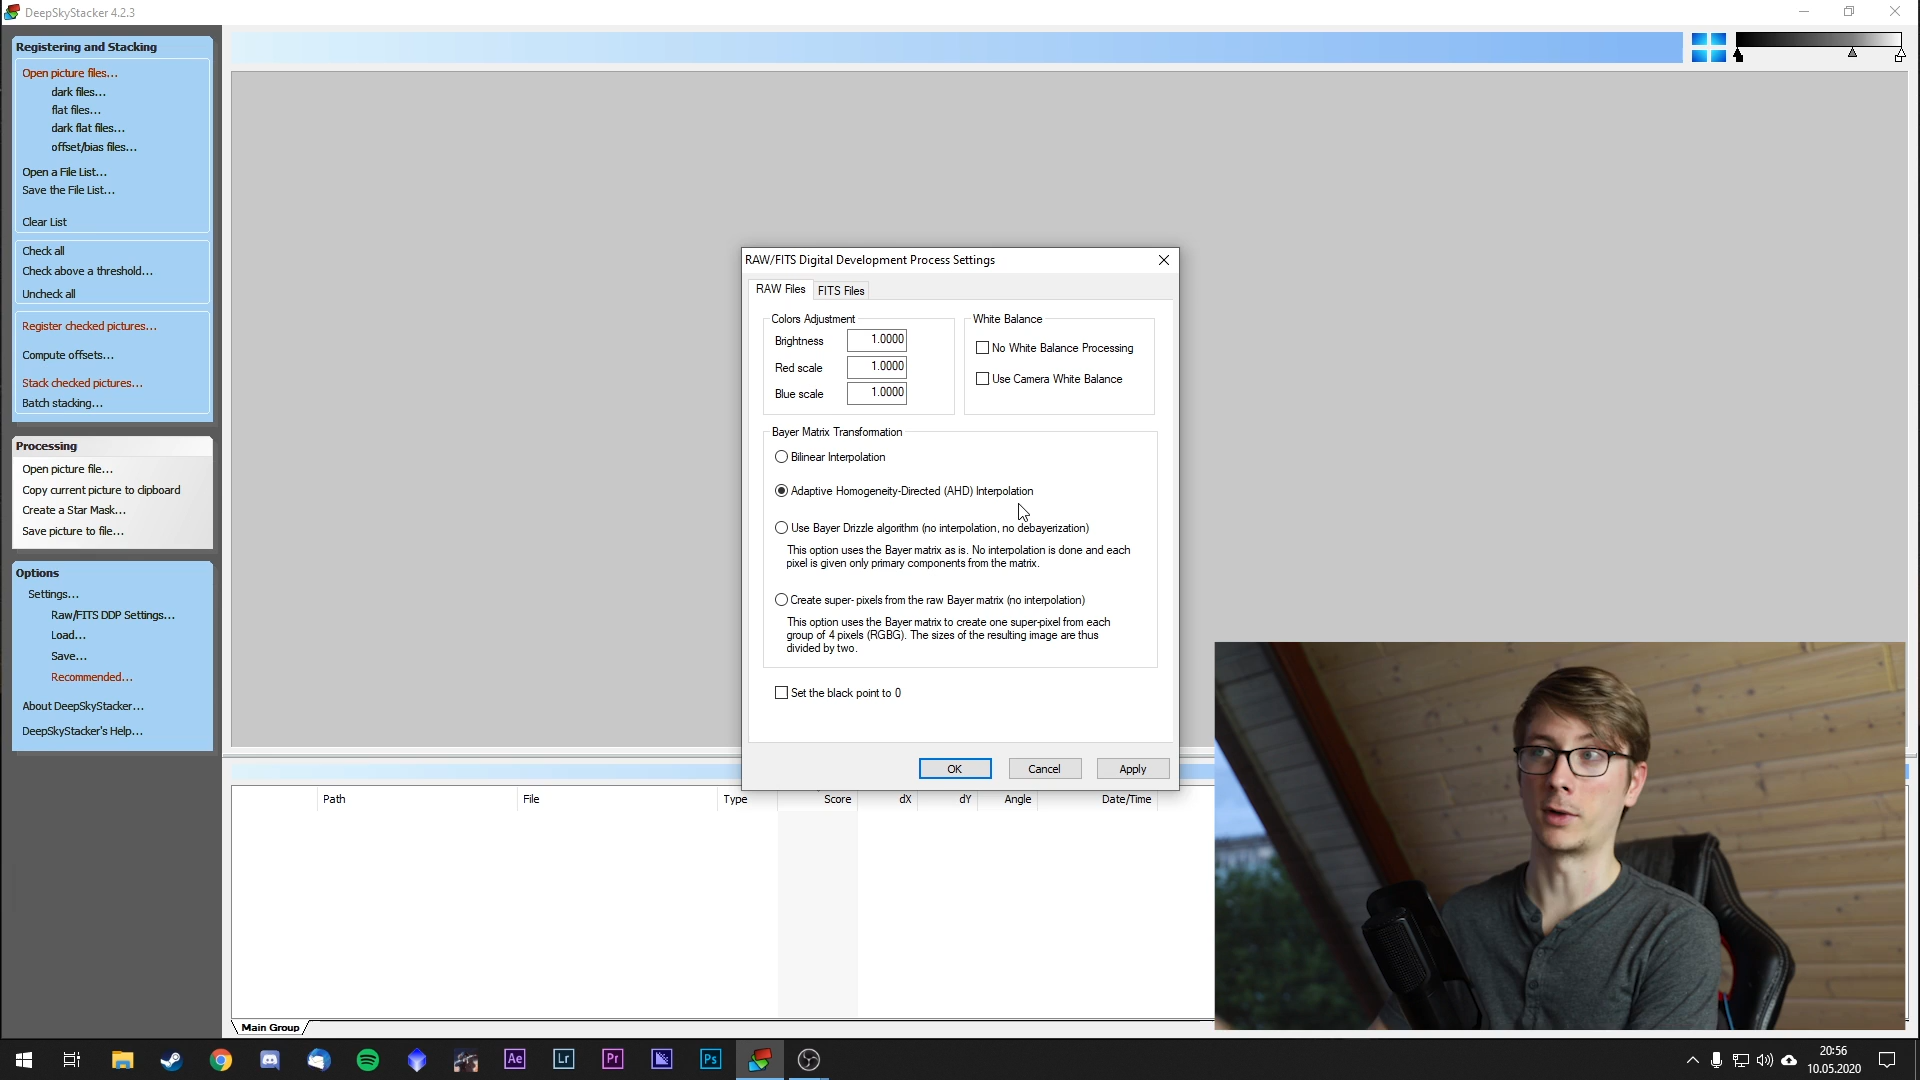 DeepSkyStacker 4.2.3
Registering and Stacking
Open picture files...
dark files...
flat files...
dark flat files...
offset/bias files...
Open a File List...
Save the File List...
Clear List
Check all
Check above a threshold...
Uncheck all
Register checked pictures...
Compute offsets...
Stack checked pictures...
Batch stacking...
Processing
Open picture file...
Copy current picture to clipboard
Create a Star Mask...
Save picture to file...
Options
Settings...
Raw/FITS DDP Settings...
Load...
Save...
Recommended...
About DeepSkyStacker...
DeepSkyStacker's Help...
RAW/FITS Digital Development Process Settings
RAW Files FITS Files
Colors Adjustment
Brightness 1.0000
Red scale 1.0000
Blue scale 1.0000
White Balance
No White Balance Processing
Use Camera White Balance
Bayer Matrix Transformation
Bilinear Interpolation
Adaptive Homogeneity-Directed (AHD) Interpolation
Use Bayer Drizzle algorithm (no interpolation, no debayerization)
This option uses the Bayer matrix as is. No interpolation is done and each
pixel is given only primary components from the matrix.
Create super-pixels from the raw Bayer matrix (no interpolation)
This option uses the Bayer matrix to create one super-pixel from each
group of 4 pixels (RGBG). The sizes of the resulting image are thus
divided by two.
Set the black point to 0
OK Cancel Apply
Path File Type Score dX dY Angle Date/Time
Main Group
Ae Lr Pr Ps
20:56
10.05.2020